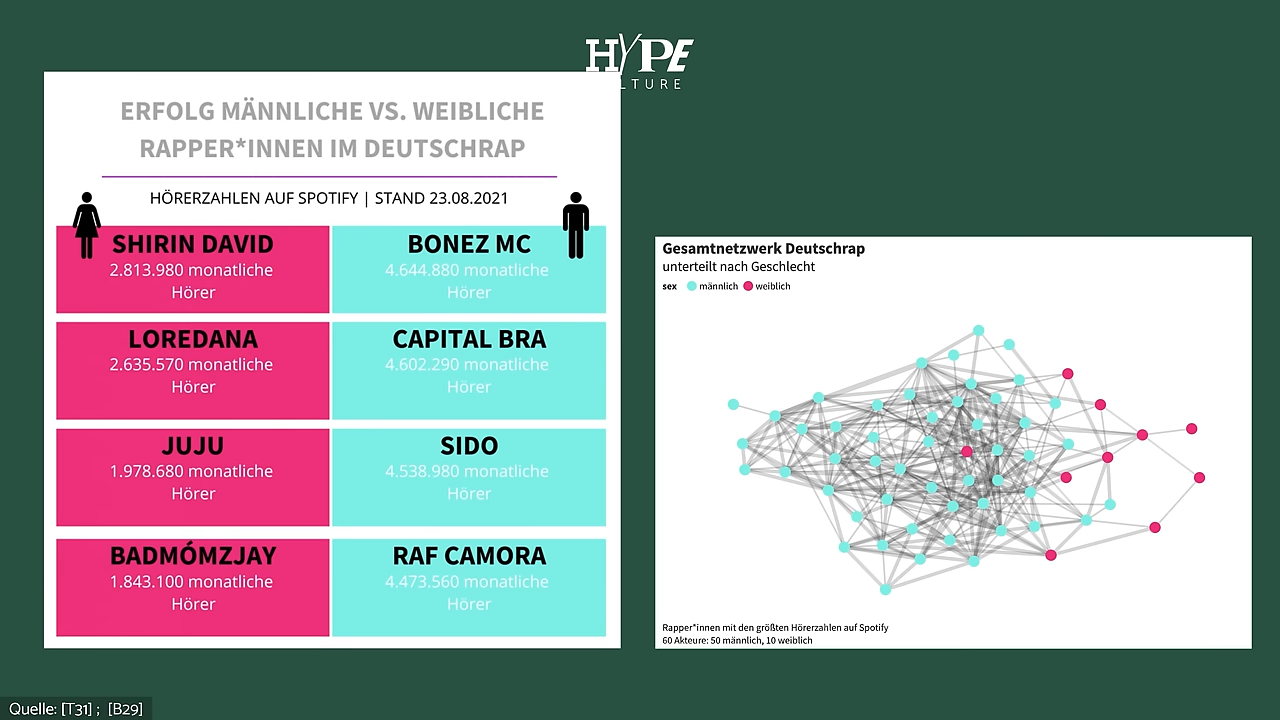 HYPE
LTURE
ERFOLG MÄNNLICHE VS. WEIBLICHE
RAPPER*INNEN IM DEUTSCHRAP
HÖRERZAHLEN AUF SPOTIFY | STAND 23.08.2021
SHIRIN DAVID
2.813.980 monatliche
Hörer
BONEZ MC
4.644.880 monatliche
Hörer
LOREDANA
2.635.570 monatliche
Hörer
CAPITAL BRA
4.602.290 monatliche
Hörer
JUJU
1.978.680 monatliche
Hörer
SIDO
4.538.980 monatliche
Hörer
BADMÓMZJAY
1.843.100 monatliche
Hörer
RAF CAMORA
4.473.560 monatliche
Hörer
Gesamtnetzwerk Deutschrap
unterteilt nach Geschlecht
sex männlich weiblich
Rapper*innen mit den größten Hörerzahlen auf Spotify
60 Akteure: 50 männlich, 10 weiblich
Quelle: [T31] ; [B29]